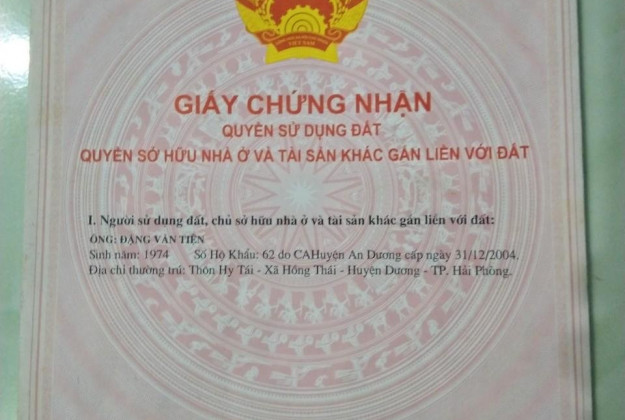 VIỆT NAM
GIẤY CHỨNG NHẬN
QUYỀN SỬ DỤNG ĐẤT
QUYỀN SỞ HỮU NHÀ Ở VÀ TÀI SẢN KHÁC GẮN LIỀN VỚI ĐẤT
I. Người sử dụng đất, chủ sở hữu nhà ở và tài sản khác gắn liền với đất:
ÔNG: ĐẶNG VĂN TIẾN
Sinh năm: 1974 Số Hộ Khẩu: 62 do CAHuyện An Dương cấp ngày 31/12/2004.
Địa chỉ thường trú: Thôn Hy Tái - Xã Hồng Thái - Huyện Dương - TP. Hải Phòng.